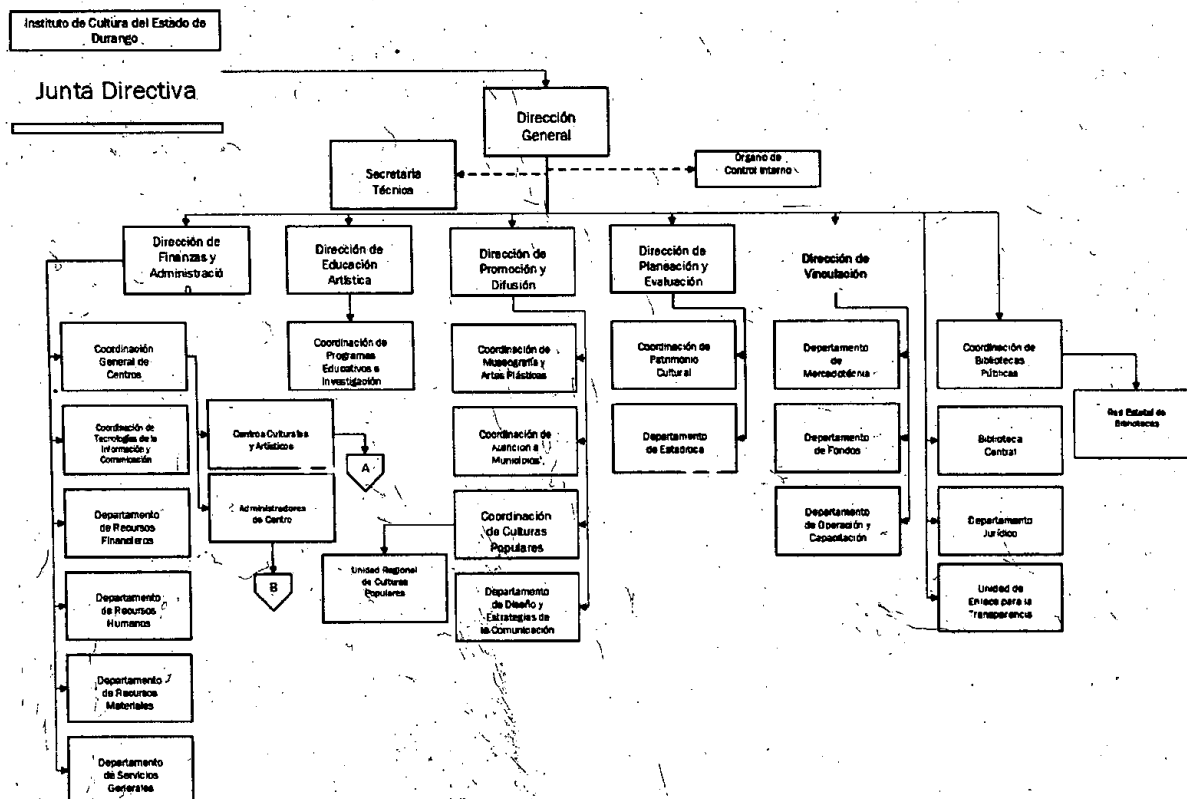 Instituto de Cultura del Estado de
Durango
Junta Directiva
Dirección
General
Secretaria
Técnica
Organo de
Control Interno
Dirección de
Finanzas y
Administració
n
Dirección de
Educación
Artística
Dirección de
Promoción y
Difusión
Dirección de
Planeación y
Evaluación
Dirección de
Vinculación
Coordinación
General de
Centros
Coordinación de
Programas
Educativos e
Investigación
Coordinación de
Museografía y
Artes Plásticas
Coordinación de
Patrimonio
Cultural
Departamento
de
Mercadotécnia
Coordinación de
Bibliotecas
Públicas
Red Estatal de
Bibliotecas
Coordinación de
Tecnologías de la
Información y
Comunicación
Centros Culturales
y Artísticos
A
Coordinación de
Atención a
Municipios
Departamento
de Estadística
Departamento
de Fondos
Biblioteca
Central
Departamento
de Recursos
Financieros
Administradores
de Centro
B
Coordinación
de Culturas
Populares
Unidad Regional
de Culturas
Populares
Departamento
de Operación y
Capacitación
Departamento
Jurídico
Departamento
de Recursos
Humanos
Departamento
de Diseño y
Estrategias de
la Comunicación
Unidad de
Enlace para la
Transparencia
Departamento
de Recursos
Materiales
Departamento
de Servicios
Generales